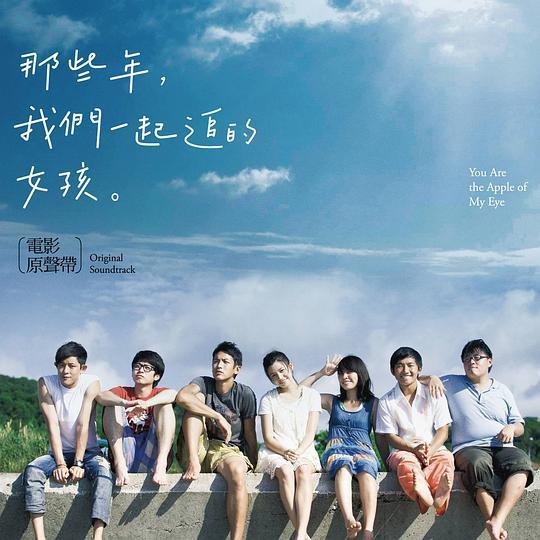 那些年，
我們一起追的
女孩。
電影
原聲帶
Original
Soundtrack
You Are
the Apple of
My Eye